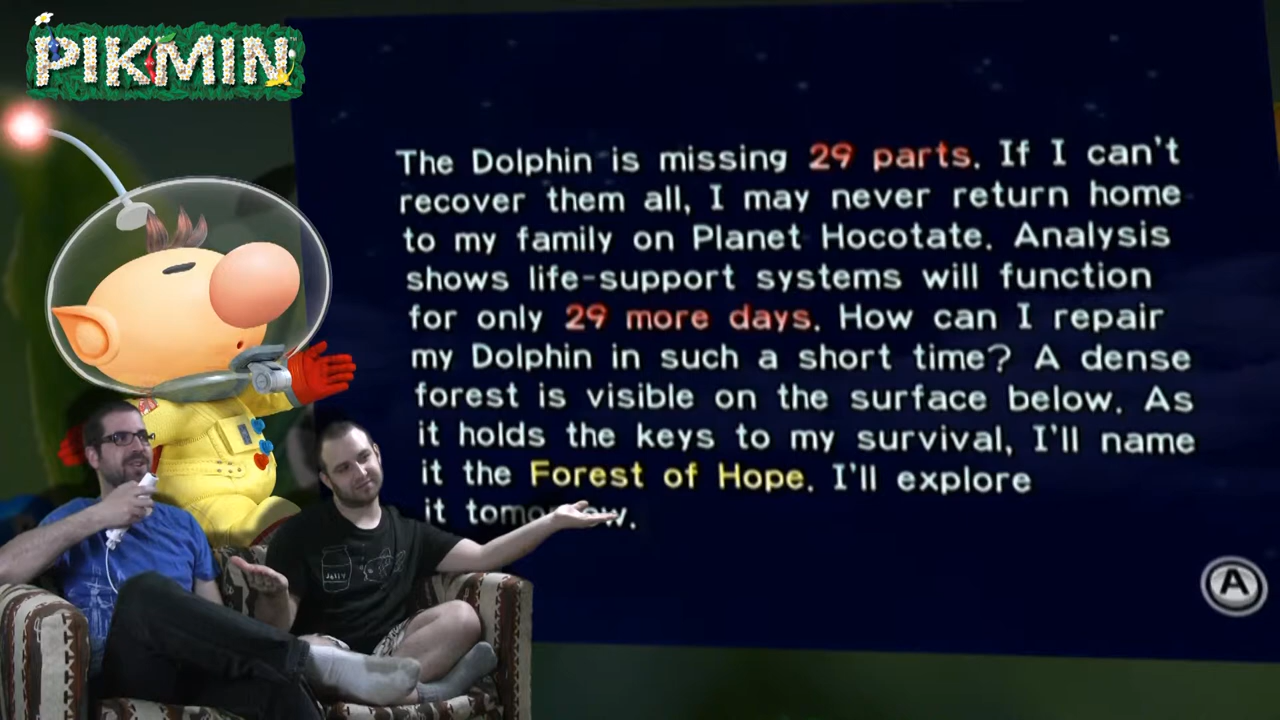 PIKMIN
The Dolphin is missing 29 parts. If I can't
recover them all, I may never return home
to my family on Planet Hocotate. Analysis
shows life-support systems will function
for only 29 more days. How can I repair
my Dolphin in such a short time? A dense
forest is visible on the surface below. As
it holds the keys to my survival, I'll name
it the Forest of Hope. I'll explore
it tomorrow.
A
Jelly